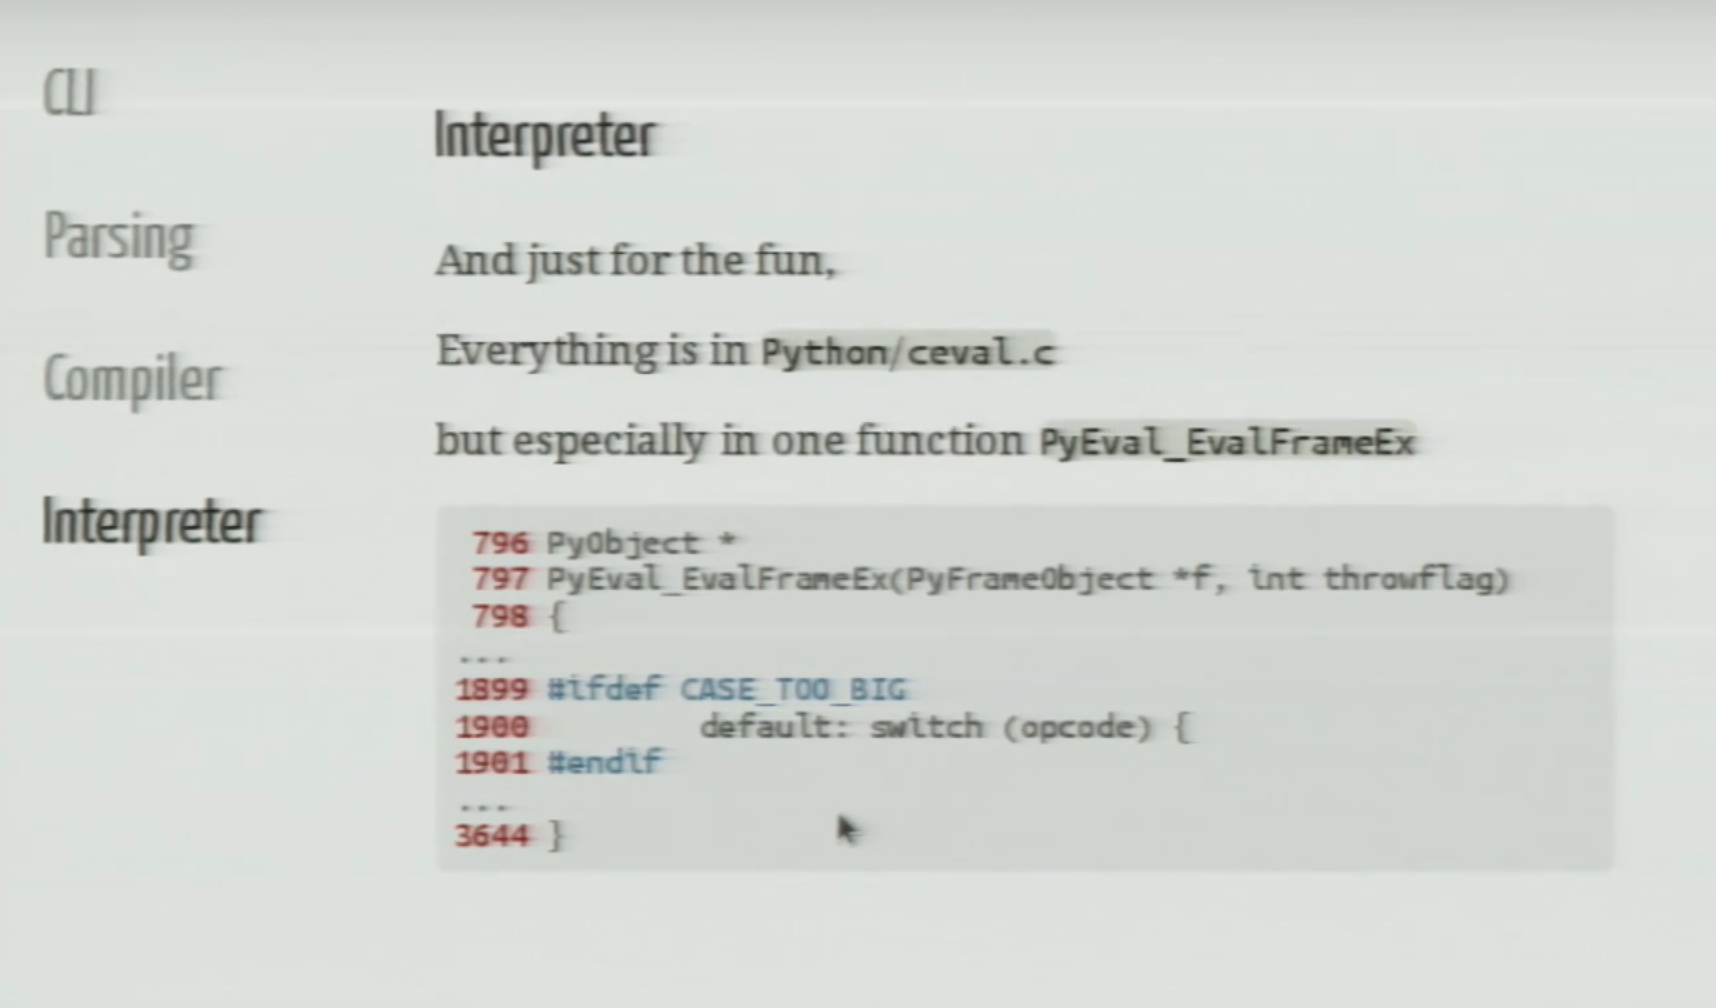 CLI
Parsing
Compiler
Interpreter
Interpreter
And just for the fun,
Everything is in Python/ceval.c
but especially in one function PyEval_EvalFrameEx
796 PyObject *
797 PyEval_EvalFrameEx(PyFrameObject *f, int throwflag)
798 {
...
1899 #ifdef CASE_TOO_BIG
1900 default: switch (opcode) {
1901 #endif
...
3644 }